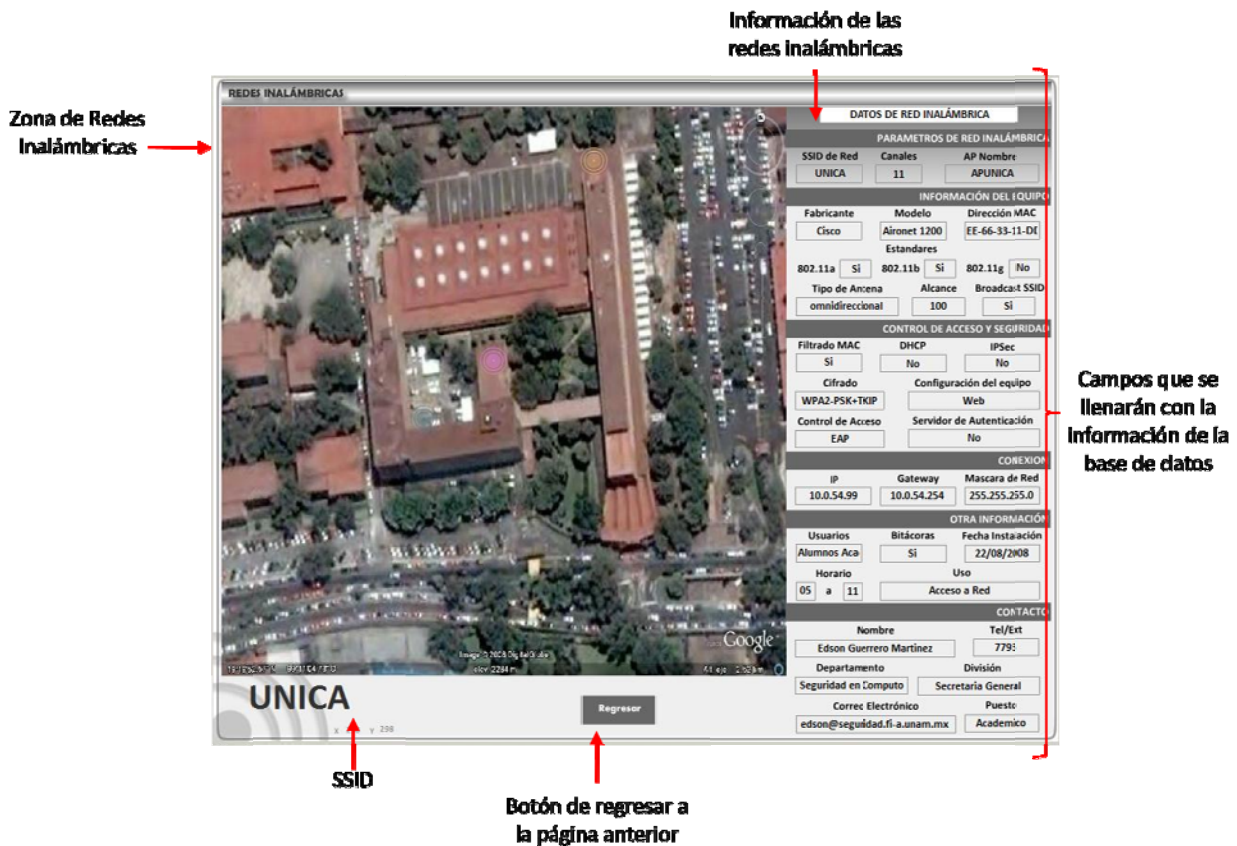 Información de las
redes inalámbricas
Zona de Redes
Inalámbricas
REDES INALÁMBRICAS
DATOS DE RED INALÁMBRICA
PARAMETROS DE RED INALÁMBRICA
SSID de Red Canales AP Nombre
UNICA 11 APUNICA
INFORMACIÓN DEL EQUIPO
Fabricante Modelo Dirección MAC
Cisco Aironet 1200 EE-66-33-11-DE
Estandares
802.11a Si 802.11b Si 802.11g No
Tipo de Antena Alcance Broadcast SSID
omnidireccional 100 Si
CONTROL DE ACCESO Y SEGURIDAD
Filtrado MAC DHCP IPSec
Si No No
Cifrado Configuración del equipo
WPA2-PSK+TKIP Web
Control de Acceso Servidor de Autenticación
EAP No
CONEXION
IP Gateway Mascara de Red
10.0.54.99 10.0.54.254 255.255.255.0
OTRA INFORMACIÓN
Usuarios Bitácoras Fecha Instalación
Alumnos Aca Si 22/08/2008
Horario Uso
05 a 11 Acceso a Red
CONTACTO
Nombre Tel/Ext
Edson Guerrero Martinez
Departamento División
Seguridad en Computo Secretaria General
Correo Electrónico Puesto
edson@seguridad.fi-a.unam.mx Academico
Campos que se
llenarán con la
Información de la
base de datos
Google
Image © 2008 DigitalGlobe
UNICA
Regresar
x y 298
SSID
Botón de regresar a
la página anterior